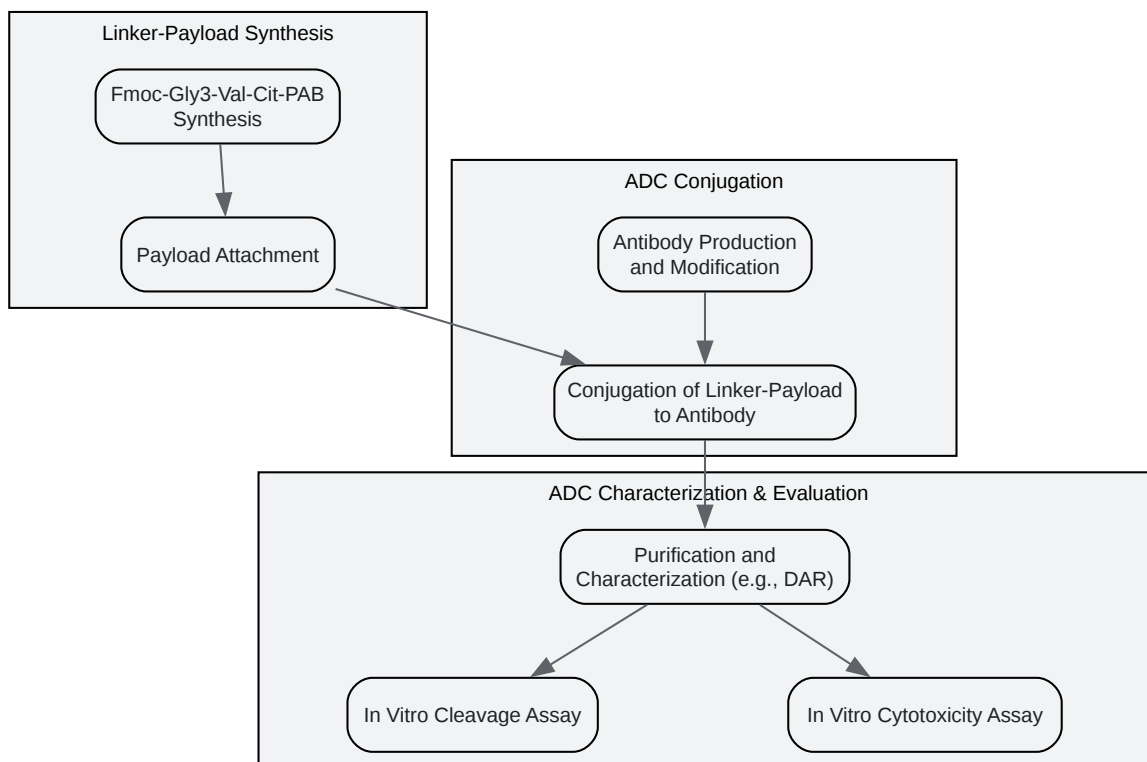 Linker-Payload Synthesis
Fmoc-Gly3-Val-Cit-PAB
Synthesis
Payload Attachment
ADC Conjugation
Antibody Production
and Modification
Conjugation of Linker-Payload
to Antibody
ADC Characterization & Evaluation
Purification and
Characterization (e.g., DAR)
In Vitro Cleavage Assay
In Vitro Cytotoxicity Assay